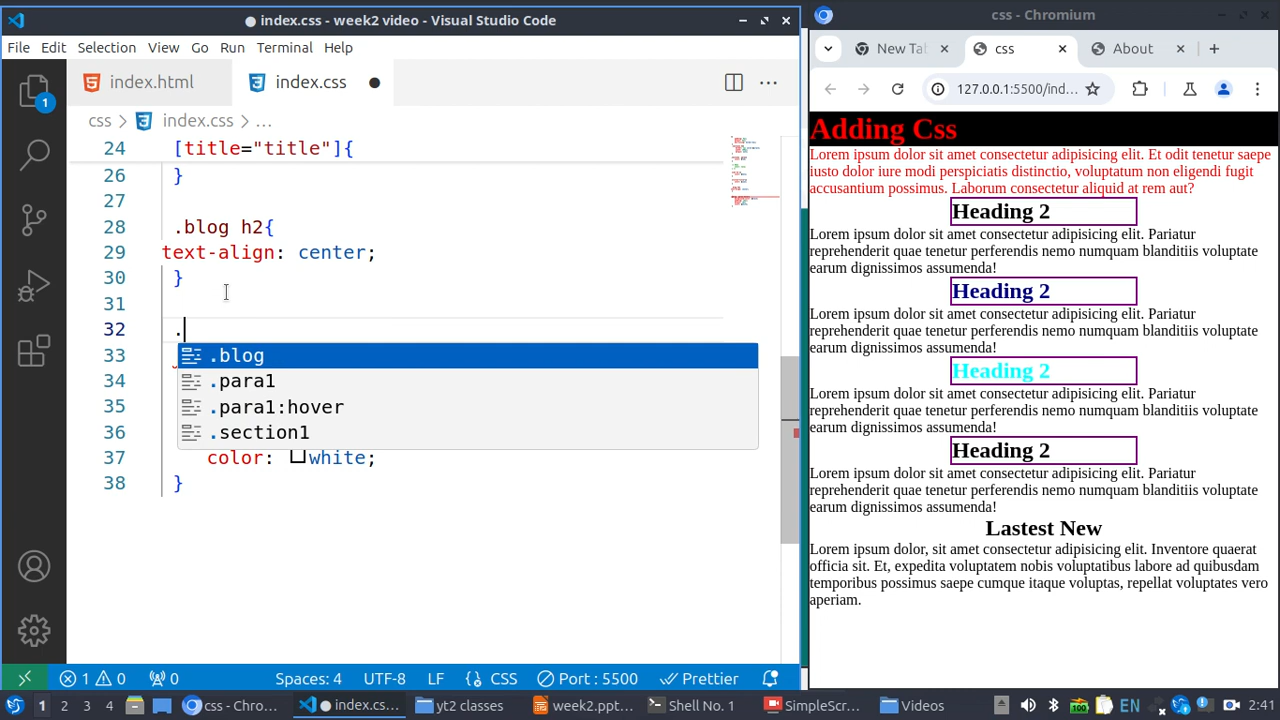 ● index.css - week2 video - Visual Studio Code
File Edit Selection View Go Run Terminal Help
index.html
index.css ●
css > index.css > ...
24 [title="title"]{
26 }
27
28 .blog h2{
29 text-align: center;
30 }
31
32 .
33
.blog
34
.para1
35
.para1:hover
36
.section1
37 color: white;
38 }
1
1 0 0
Spaces: 4 UTF-8 LF {} CSS Port : 5500 Prettier
css - Chromium
New Tab
css
About
127.0.0.1:5500/ind...
Adding Css
Lorem ipsum dolor sit amet consectetur adipisicing elit. Et odit tenetur saepe
iusto dolor iure modi perspiciatis distinctio, voluptatum non eligendi fugit
accusantium possimus. Laborum consectetur aliquid at rem aut?
Heading 2
Lorem ipsum dolor sit amet consectetur adipisicing elit. Pariatur
reprehenderit quae tenetur perferendis nemo numquam blanditiis voluptate
earum dignissimos assumenda!
Heading 2
Lorem ipsum dolor sit amet consectetur adipisicing elit. Pariatur
reprehenderit quae tenetur perferendis nemo numquam blanditiis voluptate
earum dignissimos assumenda!
Heading 2
Lorem ipsum dolor sit amet consectetur adipisicing elit. Pariatur
reprehenderit quae tenetur perferendis nemo numquam blanditiis voluptate
earum dignissimos assumenda!
Heading 2
Lorem ipsum dolor sit amet consectetur adipisicing elit. Pariatur
reprehenderit quae tenetur perferendis nemo numquam blanditiis voluptate
earum dignissimos assumenda!
Lastest New
Lorem ipsum dolor, sit amet consectetur adipisicing elit. Inventore quaerat
officia sit. Et, expedita voluptatem nobis voluptatibus labore ad quibusdam
temporibus possimus saepe cumque itaque voluptas, repellat voluptates vero
aperiam.
1 2 3 4 css - Chro... ● index.cs... yt2 classes week2.ppt... Shell No. 1 SimpleScr... Videos EN 2:41